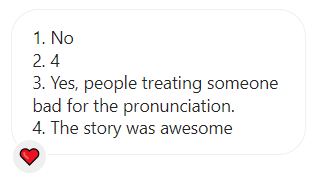 1. No
2. 4
3. Yes, people treating someone
bad for the pronunciation.
4. The story was awesome